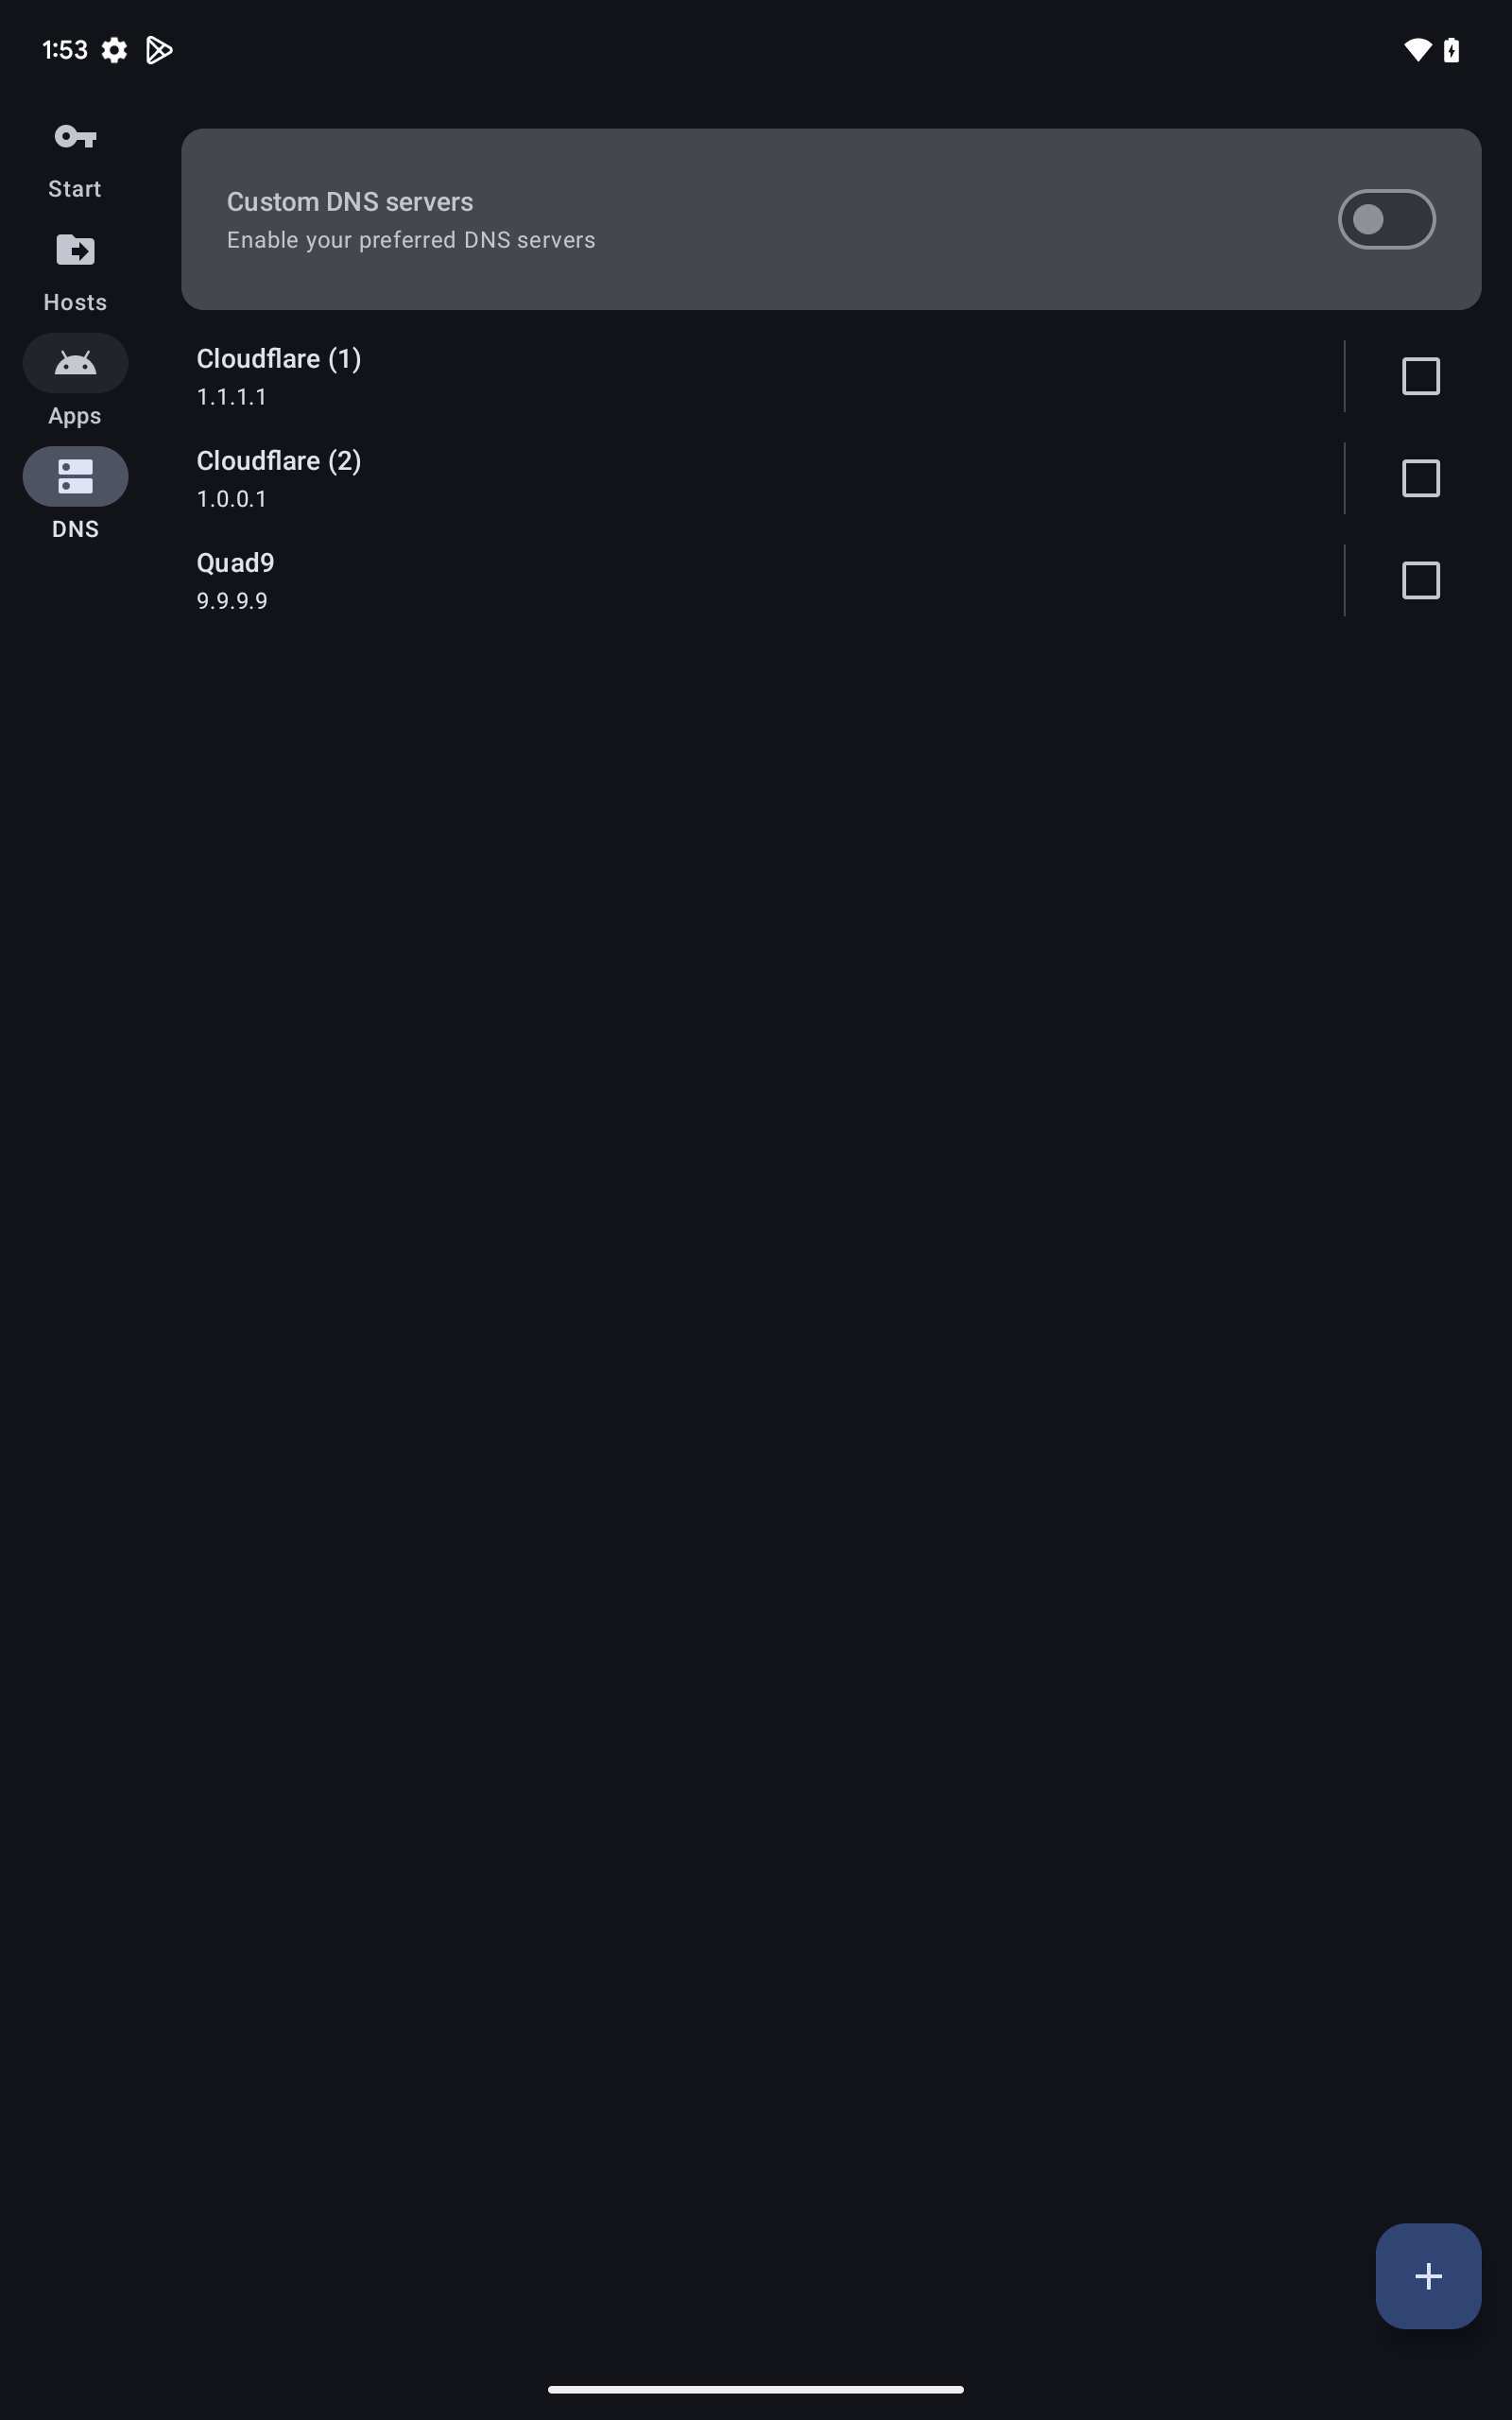 1:53
Start
Hosts
Apps
DNS
Custom DNS servers
Enable your preferred DNS servers
Cloudflare (1)
1.1.1.1
Cloudflare (2)
1.0.0.1
Quad9
9.9.9.9